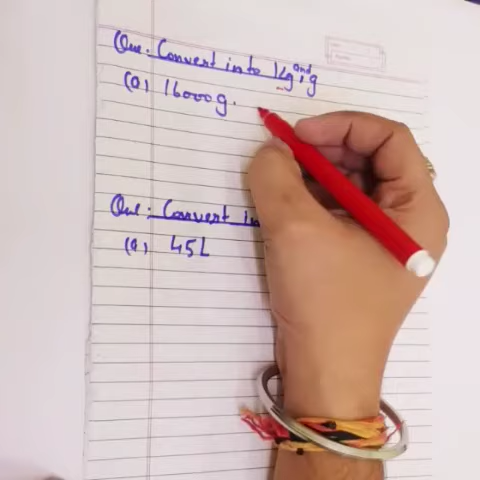 Que. Convert into Kg and g
(a) 16000g.
Que. Convert in
(a) 45L